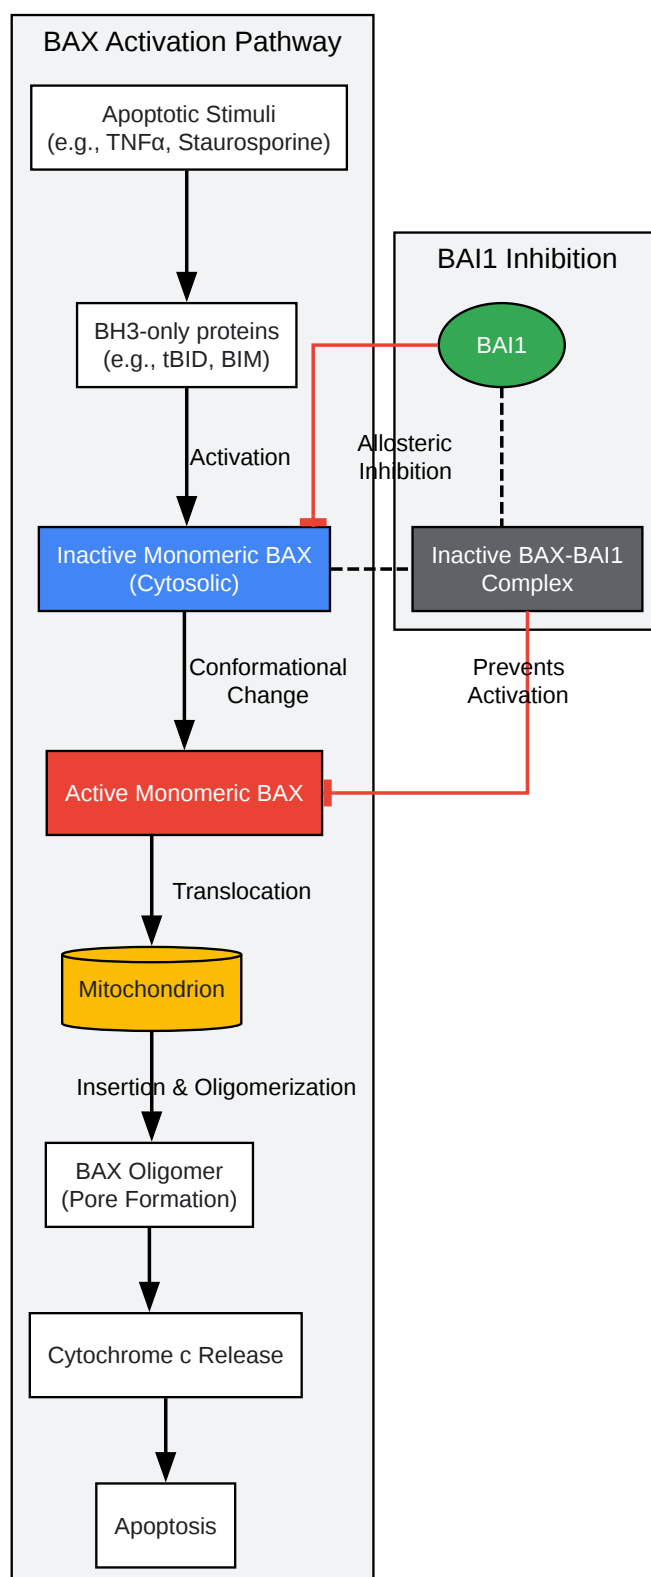 BAX Activation Pathway
Apoptotic Stimuli
(e.g., TNFα, Staurosporine)
BAI1 Inhibition
BH3-only proteins
(e.g., tBID, BIM)
BAI1
Activation
Allosteric
Inhibition
Inactive Monomeric BAX
(Cytosolic)
Inactive BAX-BAI1
Complex
Conformational
Change
Prevents
Activation
Active Monomeric BAX
Translocation
Mitochondrion
Insertion & Oligomerization
BAX Oligomer
(Pore Formation)
Cytochrome c Release
Apoptosis